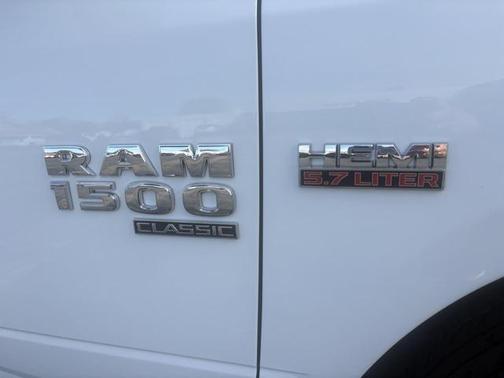 RAM
1500
CLASSIC
HEMI
5.7 LITER